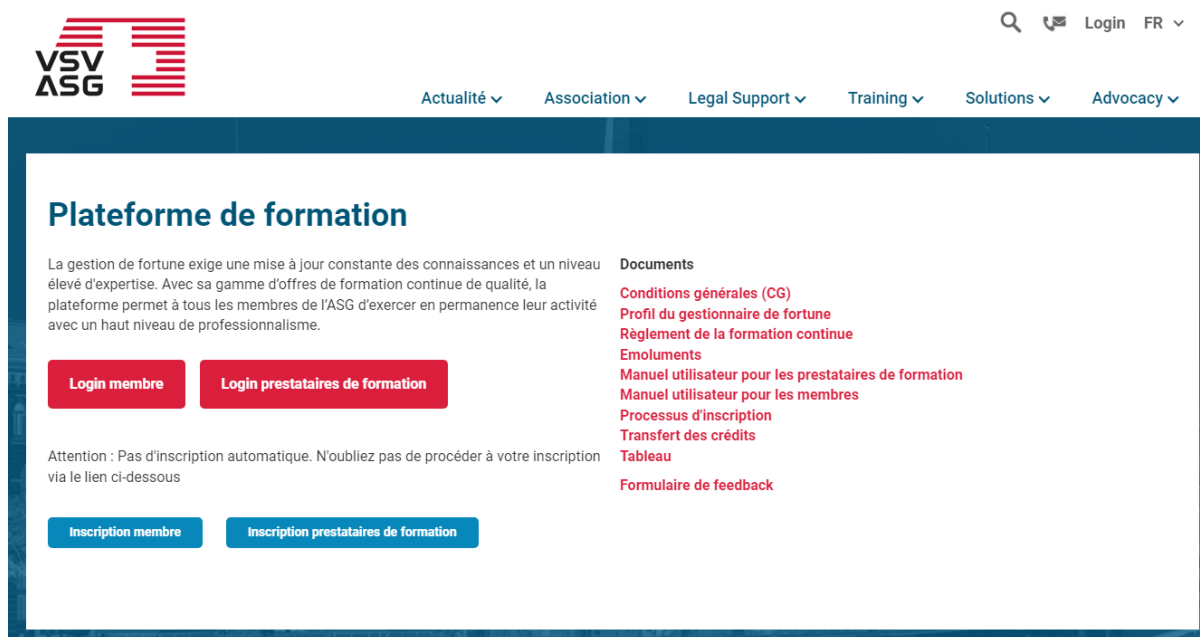 VSV
ASG
Login
FR
Actualité
Association
Legal Support
Training
Solutions
Advocacy
Plateforme de formation
La gestion de fortune exige une mise à jour constante des connaissances et un niveau
élevé d'expertise. Avec sa gamme d’offres de formation continue de qualité, la
plateforme permet à tous les membres de l’ASG d’exercer en permanence leur activité
avec un haut niveau de professionnalisme.
Login membre
Login prestataires de formation
Attention : Pas d'inscription automatique. N'oubliez pas de procéder à votre inscription
via le lien ci-dessous
Inscription membre
Inscription prestataires de formation
Documents
Conditions générales (CG)
Profil du gestionnaire de fortune
Règlement de la formation continue
Emoluments
Manuel utilisateur pour les prestataires de formation
Manuel utilisateur pour les membres
Processus d'inscription
Transfert des crédits
Tableau
Formulaire de feedback